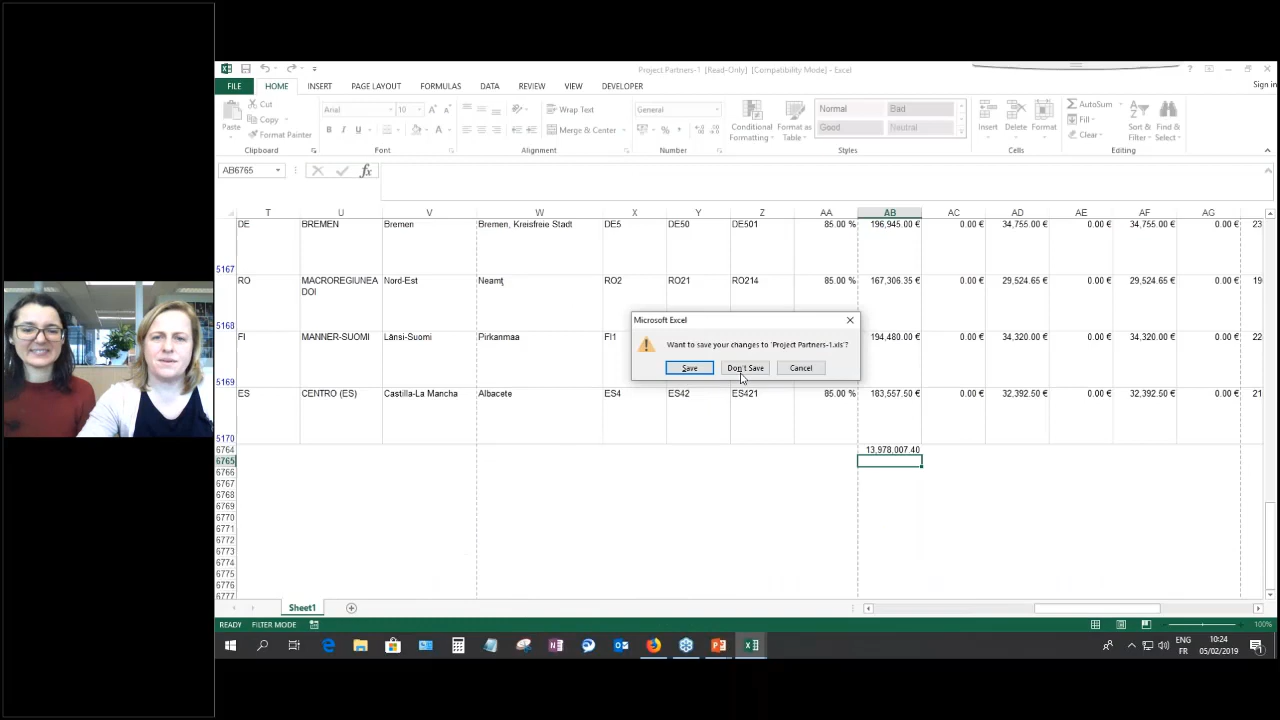 Project Partners-1 [Read-Only] [Compatibility Mode] - Excel
FILE HOME INSERT PAGE LAYOUT FORMULAS DATA REVIEW VIEW DEVELOPER Sign in
Paste Cut Copy Format Painter Clipboard
Arial 10 B I U A Font
Wrap Text Merge & Center Alignment
General % Number
Conditional Formatting Format as Table Normal Bad Good Neutral Styles
Insert Delete Format Cells
AutoSum Fill Clear Sort & Filter Find & Select Editing
AB6765 fx
T U V W X Y Z AA AB AC AD AE AF AG
5167 DE BREMEN Bremen Bremen, Kreisfreie Stadt DE5 DE50 DE501 85.00 % 196,945.00 € 0.00 € 34,755.00 € 0.00 € 34,755.00 € 0.00 € 23
5168 RO MACROREGIUNEA DOI Nord-Est Neamţ RO2 RO21 RO214 85.00 % 167,306.35 € 0.00 € 29,524.65 € 0.00 € 29,524.65 € 0.00 € 19
5169 FI MANNER-SUOMI Länsi-Suomi Pirkanmaa FI1 194,480.00 € 0.00 € 34,320.00 € 0.00 € 34,320.00 € 0.00 € 22
5170 ES CENTRO (ES) Castilla-La Mancha Albacete ES4 ES42 ES421 85.00 % 183,557.50 € 0.00 € 32,392.50 € 0.00 € 32,392.50 € 0.00 € 21
Microsoft Excel
Want to save your changes to 'Project Partners-1.xls'?
Save Don't Save Cancel
6764 13,978,007.40
6765
6766
6767
6768
6769
6770
6771
6772
6773
6774
6775
6776
6777
Sheet1
READY FILTER MODE 100%
ENG 10:24
FR 05/02/2019